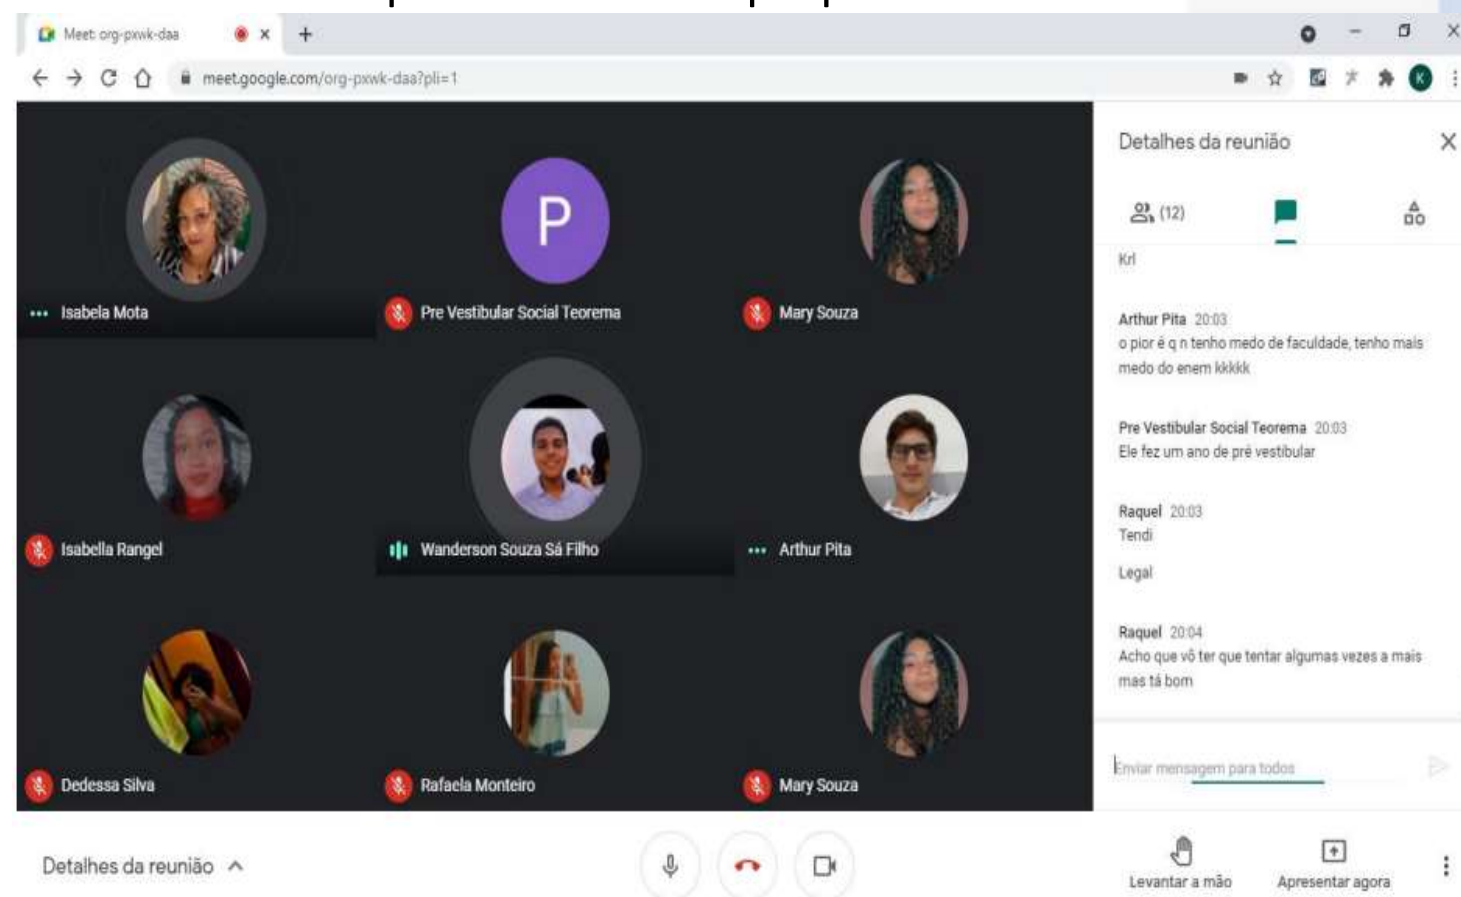 Meet: org-pxwk-daa
meet.google.com/org-pxwk-daa?pli=1
K
Isabela Mota
P
Pre Vestibular Social Teorema
Mary Souza
Isabella Rangel
Wanderson Souza Sá Filho
Arthur Pita
Dedessa Silva
Rafaela Monteiro
Mary Souza
Detalhes da reunião
(12)
Krl
Arthur Pita 20:03
o pior é q n tenho medo de faculdade, tenho mais
medo do enem kkkkk
Pre Vestibular Social Teorema 20:03
Ele fez um ano de pré vestibular
Raquel 20:03
Tendi
Legal
Raquel 20:04
Acho que vô ter que tentar algumas vezes a mais
mas tá bom
Enviar mensagem para todos
Detalhes da reunião
Levantar a mão
Apresentar agora